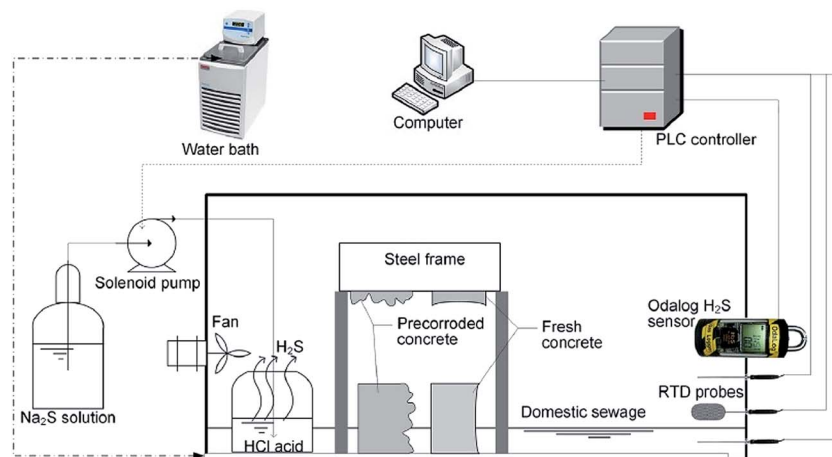 Water bath
Computer
PLC controller
Solenoid pump
Steel frame
Odalog H₂S
sensor
Fan
H₂S
Precorroded
concrete
Fresh
concrete
RTD probes
Na₂S solution
HCl acid
Domestic sewage